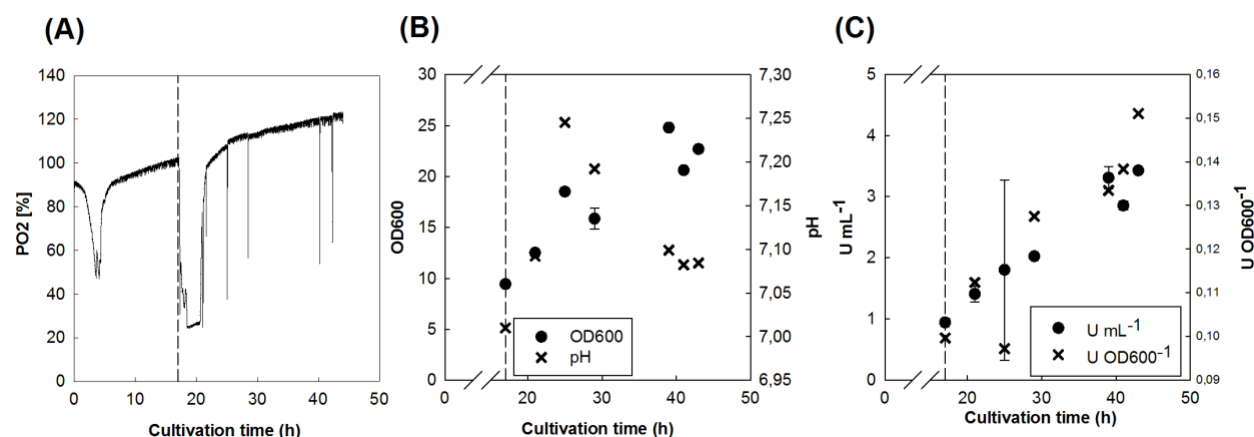 (A)
140
120
100
80
60
40
20
0
PO2 [%]
0 10 20 30 40 50
Cultivation time (h)
(B)
30
25
20
15
10
5
0
OD600
7,30
7,25
7,20
7,15
7,10
7,05
7,00
6,95
pH
OD600
pH
0 20 30 40 50
Cultivation time (h)
(C)
5
4
3
2
1
0
U mL-1
0,16
0,15
0,14
0,13
0,12
0,11
0,10
0,09
U OD600-1
U mL-1
U OD600-1
0 20 30 40 50
Cultivation time (h)